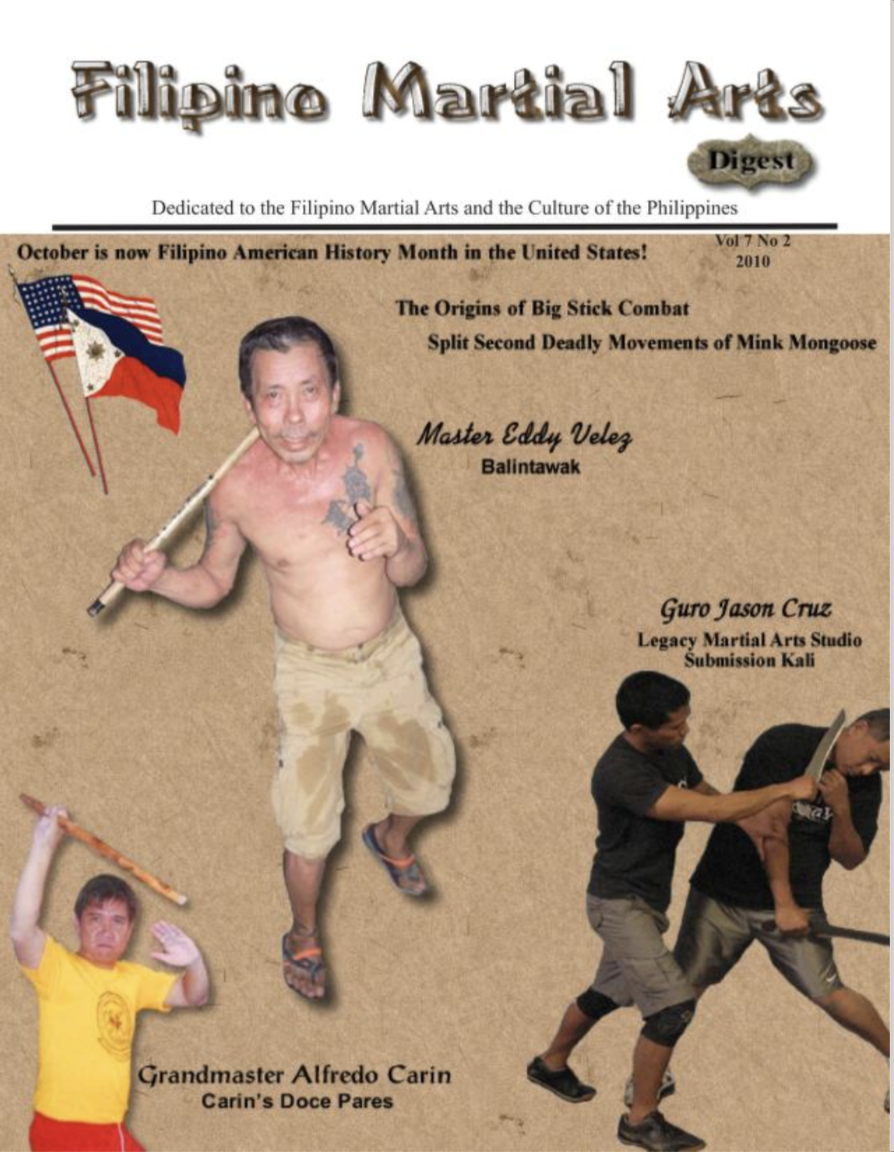 Filipino Martial Arts
Digest
Dedicated to the Filipino Martial Arts and the Culture of the Philippines
October is now Filipino American History Month in the United States!
Vol 7 No 2
2010
The Origins of Big Stick Combat
Split Second Deadly Movements of Mink Mongoose
Master Eddy Velez
Balintawak
Guro Jason Cruz
Legacy Martial Arts Studio
Submission Kali
Grandmaster Alfredo Carin
Carin's Doce Pares